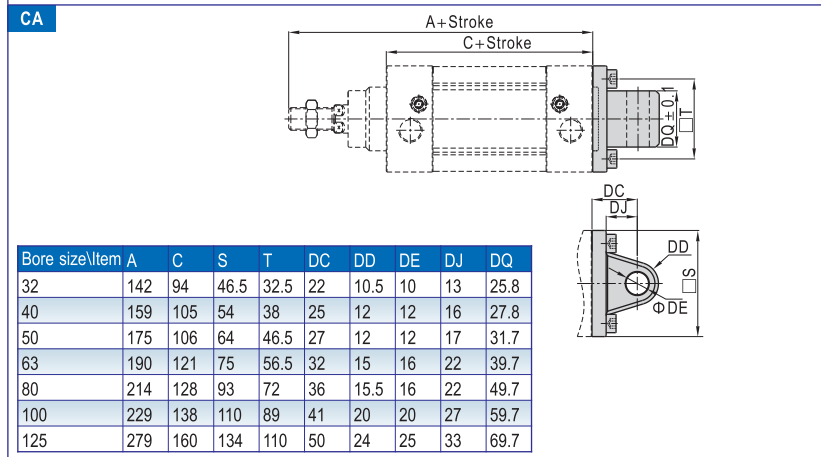 CA
A+Stroke
C+Stroke
DQ±0.1
□T
DC
DJ
DD
□S
ΦDE
Bore size\Item A C S T DC DD DE DJ DQ
32 142 94 46.5 32.5 22 10.5 10 13 25.8
40 159 105 54 38 25 12 12 16 27.8
50 175 106 64 46.5 27 12 12 17 31.7
63 190 121 75 56.5 32 15 16 22 39.7
80 214 128 93 72 36 15.5 16 22 49.7
100 229 138 110 89 41 20 20 27 59.7
125 279 160 134 110 50 24 25 33 69.7